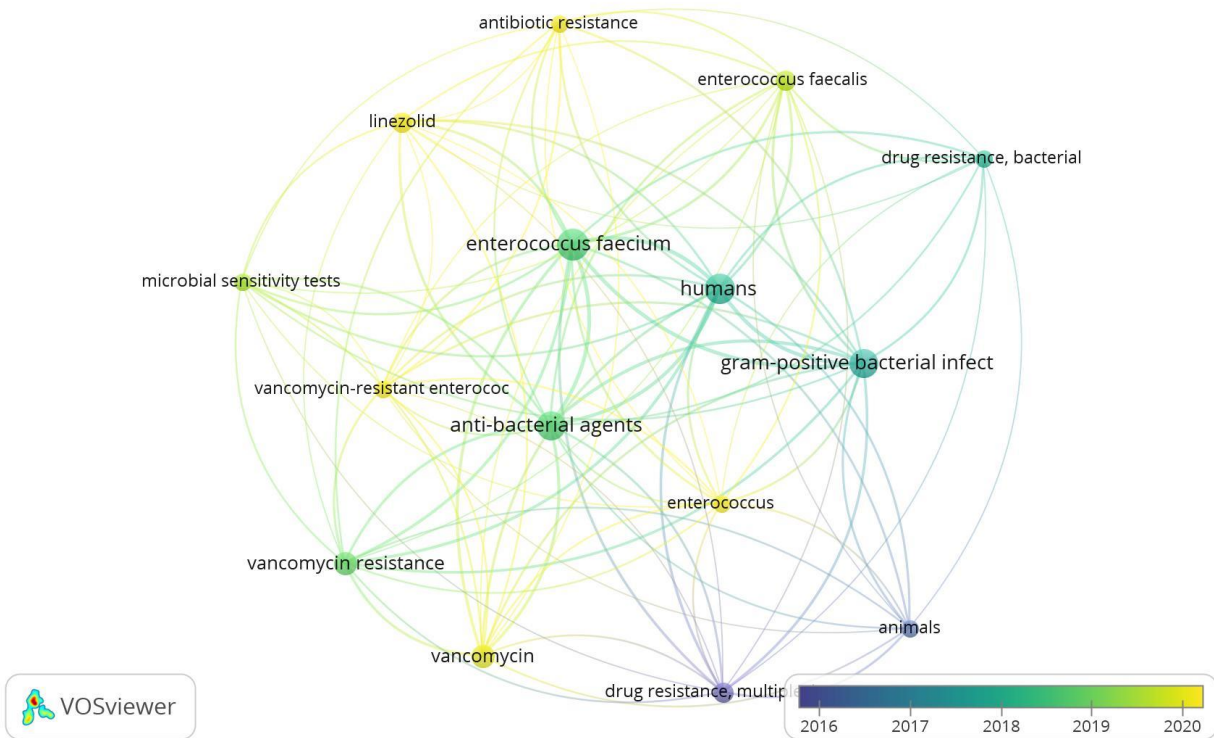 antibiotic resistance
enterococcus faecalis
linezolid
drug resistance, bacterial
enterococcus faecium
microbial sensitivity tests
humans
gram-positive bacterial infect
vancomycin-resistant enterococ
anti-bacterial agents
enterococcus
vancomycin resistance
animals
vancomycin
drug resistance, multiple
VOSviewer
2016 2017 2018 2019 2020